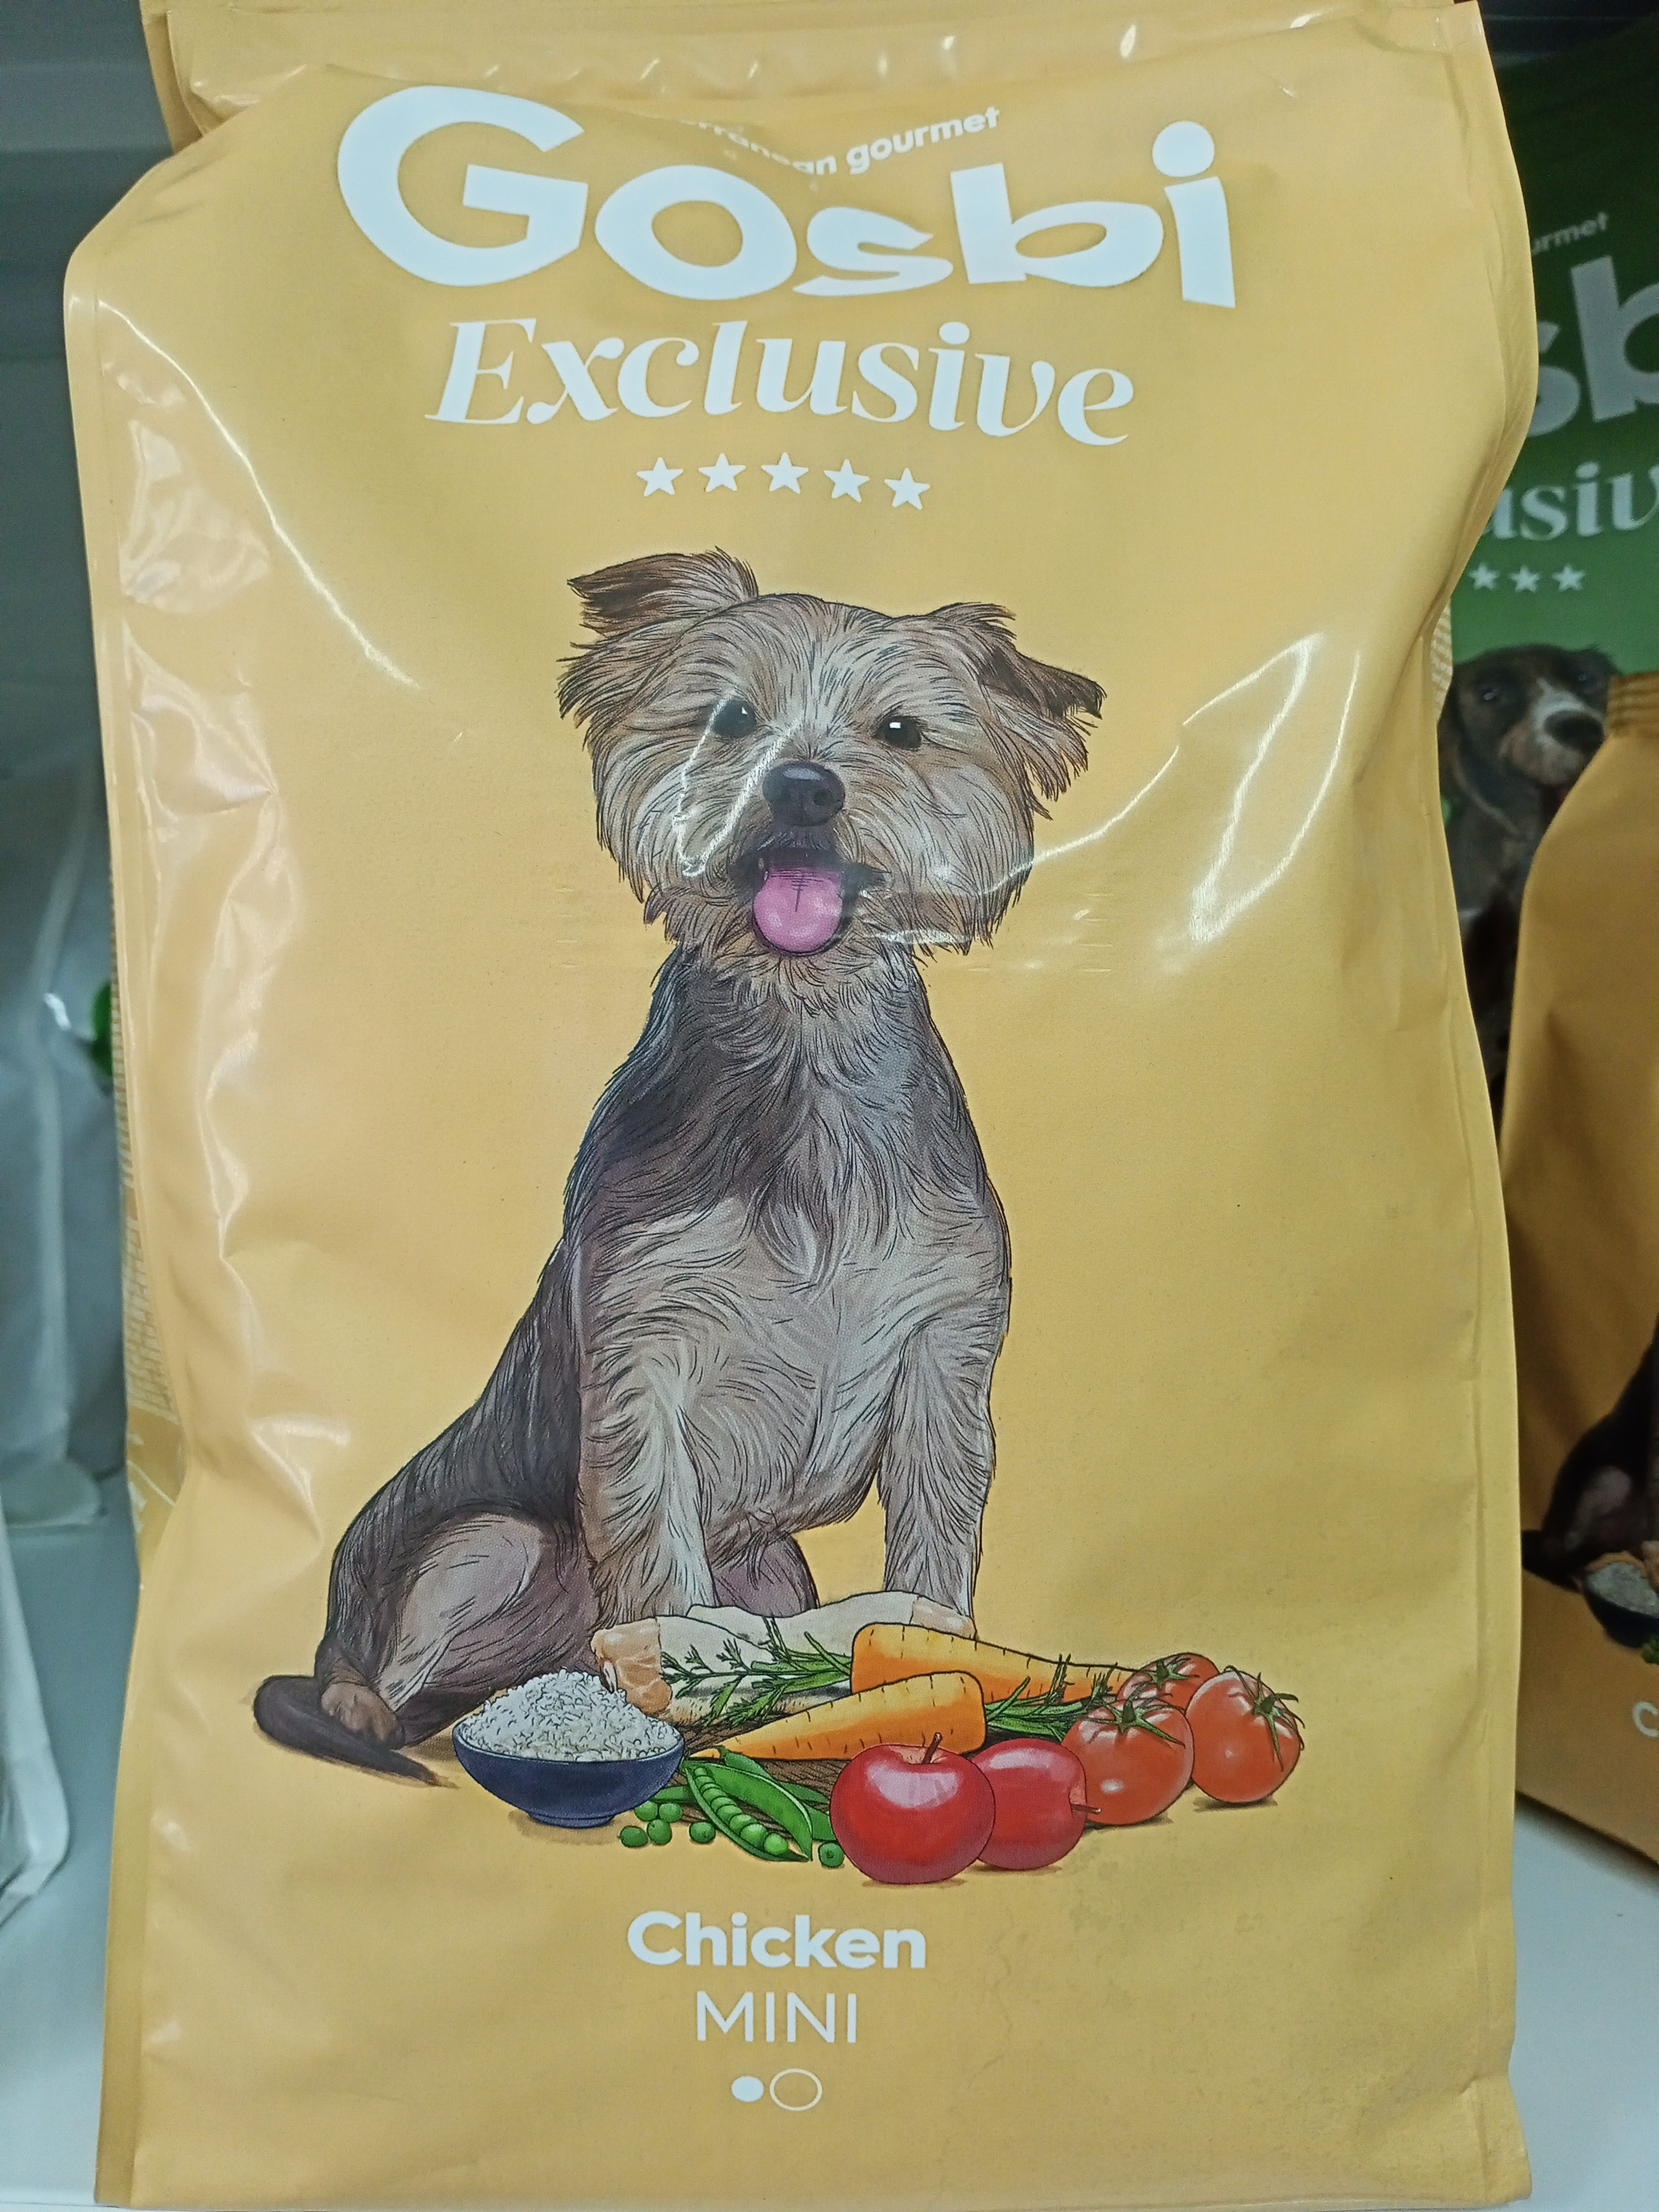 gourmet
Gosbi
Exclusive
Chicken
MINI